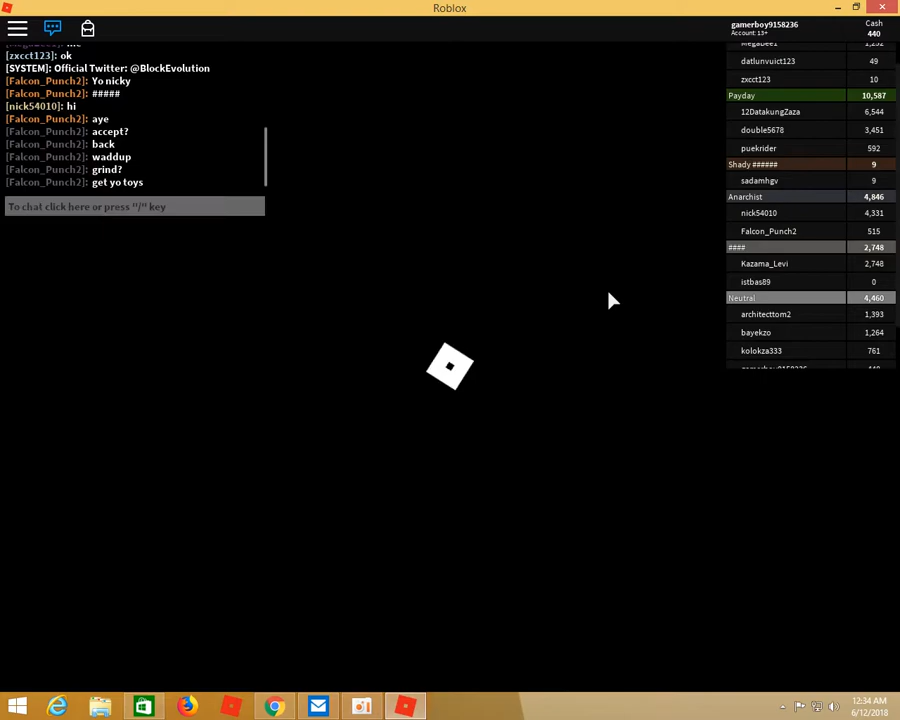 Roblox
[zxcct123]: ok
[SYSTEM]: Official Twitter: @BlockEvolution
[Falcon_Punch2]: Yo nicky
[Falcon_Punch2]: #####
[nick54010]: hi
[Falcon_Punch2]: aye
[Falcon_Punch2]: accept?
[Falcon_Punch2]: back
[Falcon_Punch2]: waddup
[Falcon_Punch2]: grind?
[Falcon_Punch2]: get yo toys
To chat click here or press "/" key
gamerboy9158236 Cash
Account: 13+ 440
datlunvuict123 49
zxcct123 10
Payday 10,587
12DatakungZaza 6,544
double5678 3,451
puekrider 592
Shady ###### 9
sadamhgv 9
Anarchist 4,846
nick54010 4,331
Falcon_Punch2 515
#### 2,748
Kazama_Levi 2,748
istbas89 0
Neutral 4,460
architecttom2 1,393
bayekzo 1,264
kolokza333 761
gamerboy9158236 440
12:34 AM
6/12/2018